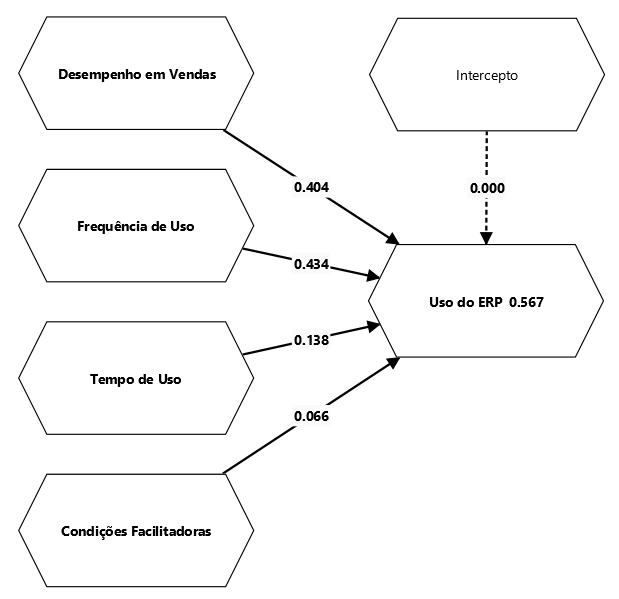 Desempenho em Vendas
Intercepto
0.404
0.000
Frequência de Uso
0.434
Uso do ERP 0.567
0.138
Tempo de Uso
0.066
Condições Facilitadoras